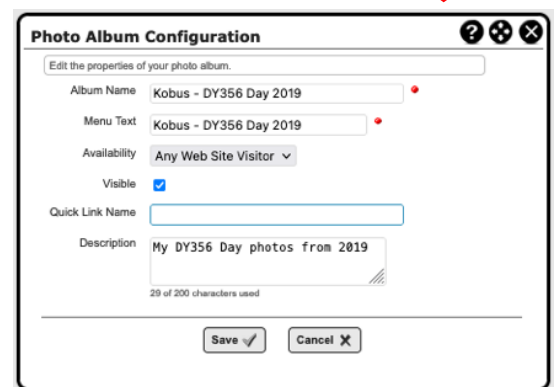 Photo Album Configuration
Edit the properties of your photo album.
Album Name Kobus - DY356 Day 2019
Menu Text Kobus - DY356 Day 2019
Availability Any Web Site Visitor
Visible
Quick Link Name
Description My DY356 Day photos from 2019
29 of 200 characters used
Save Cancel